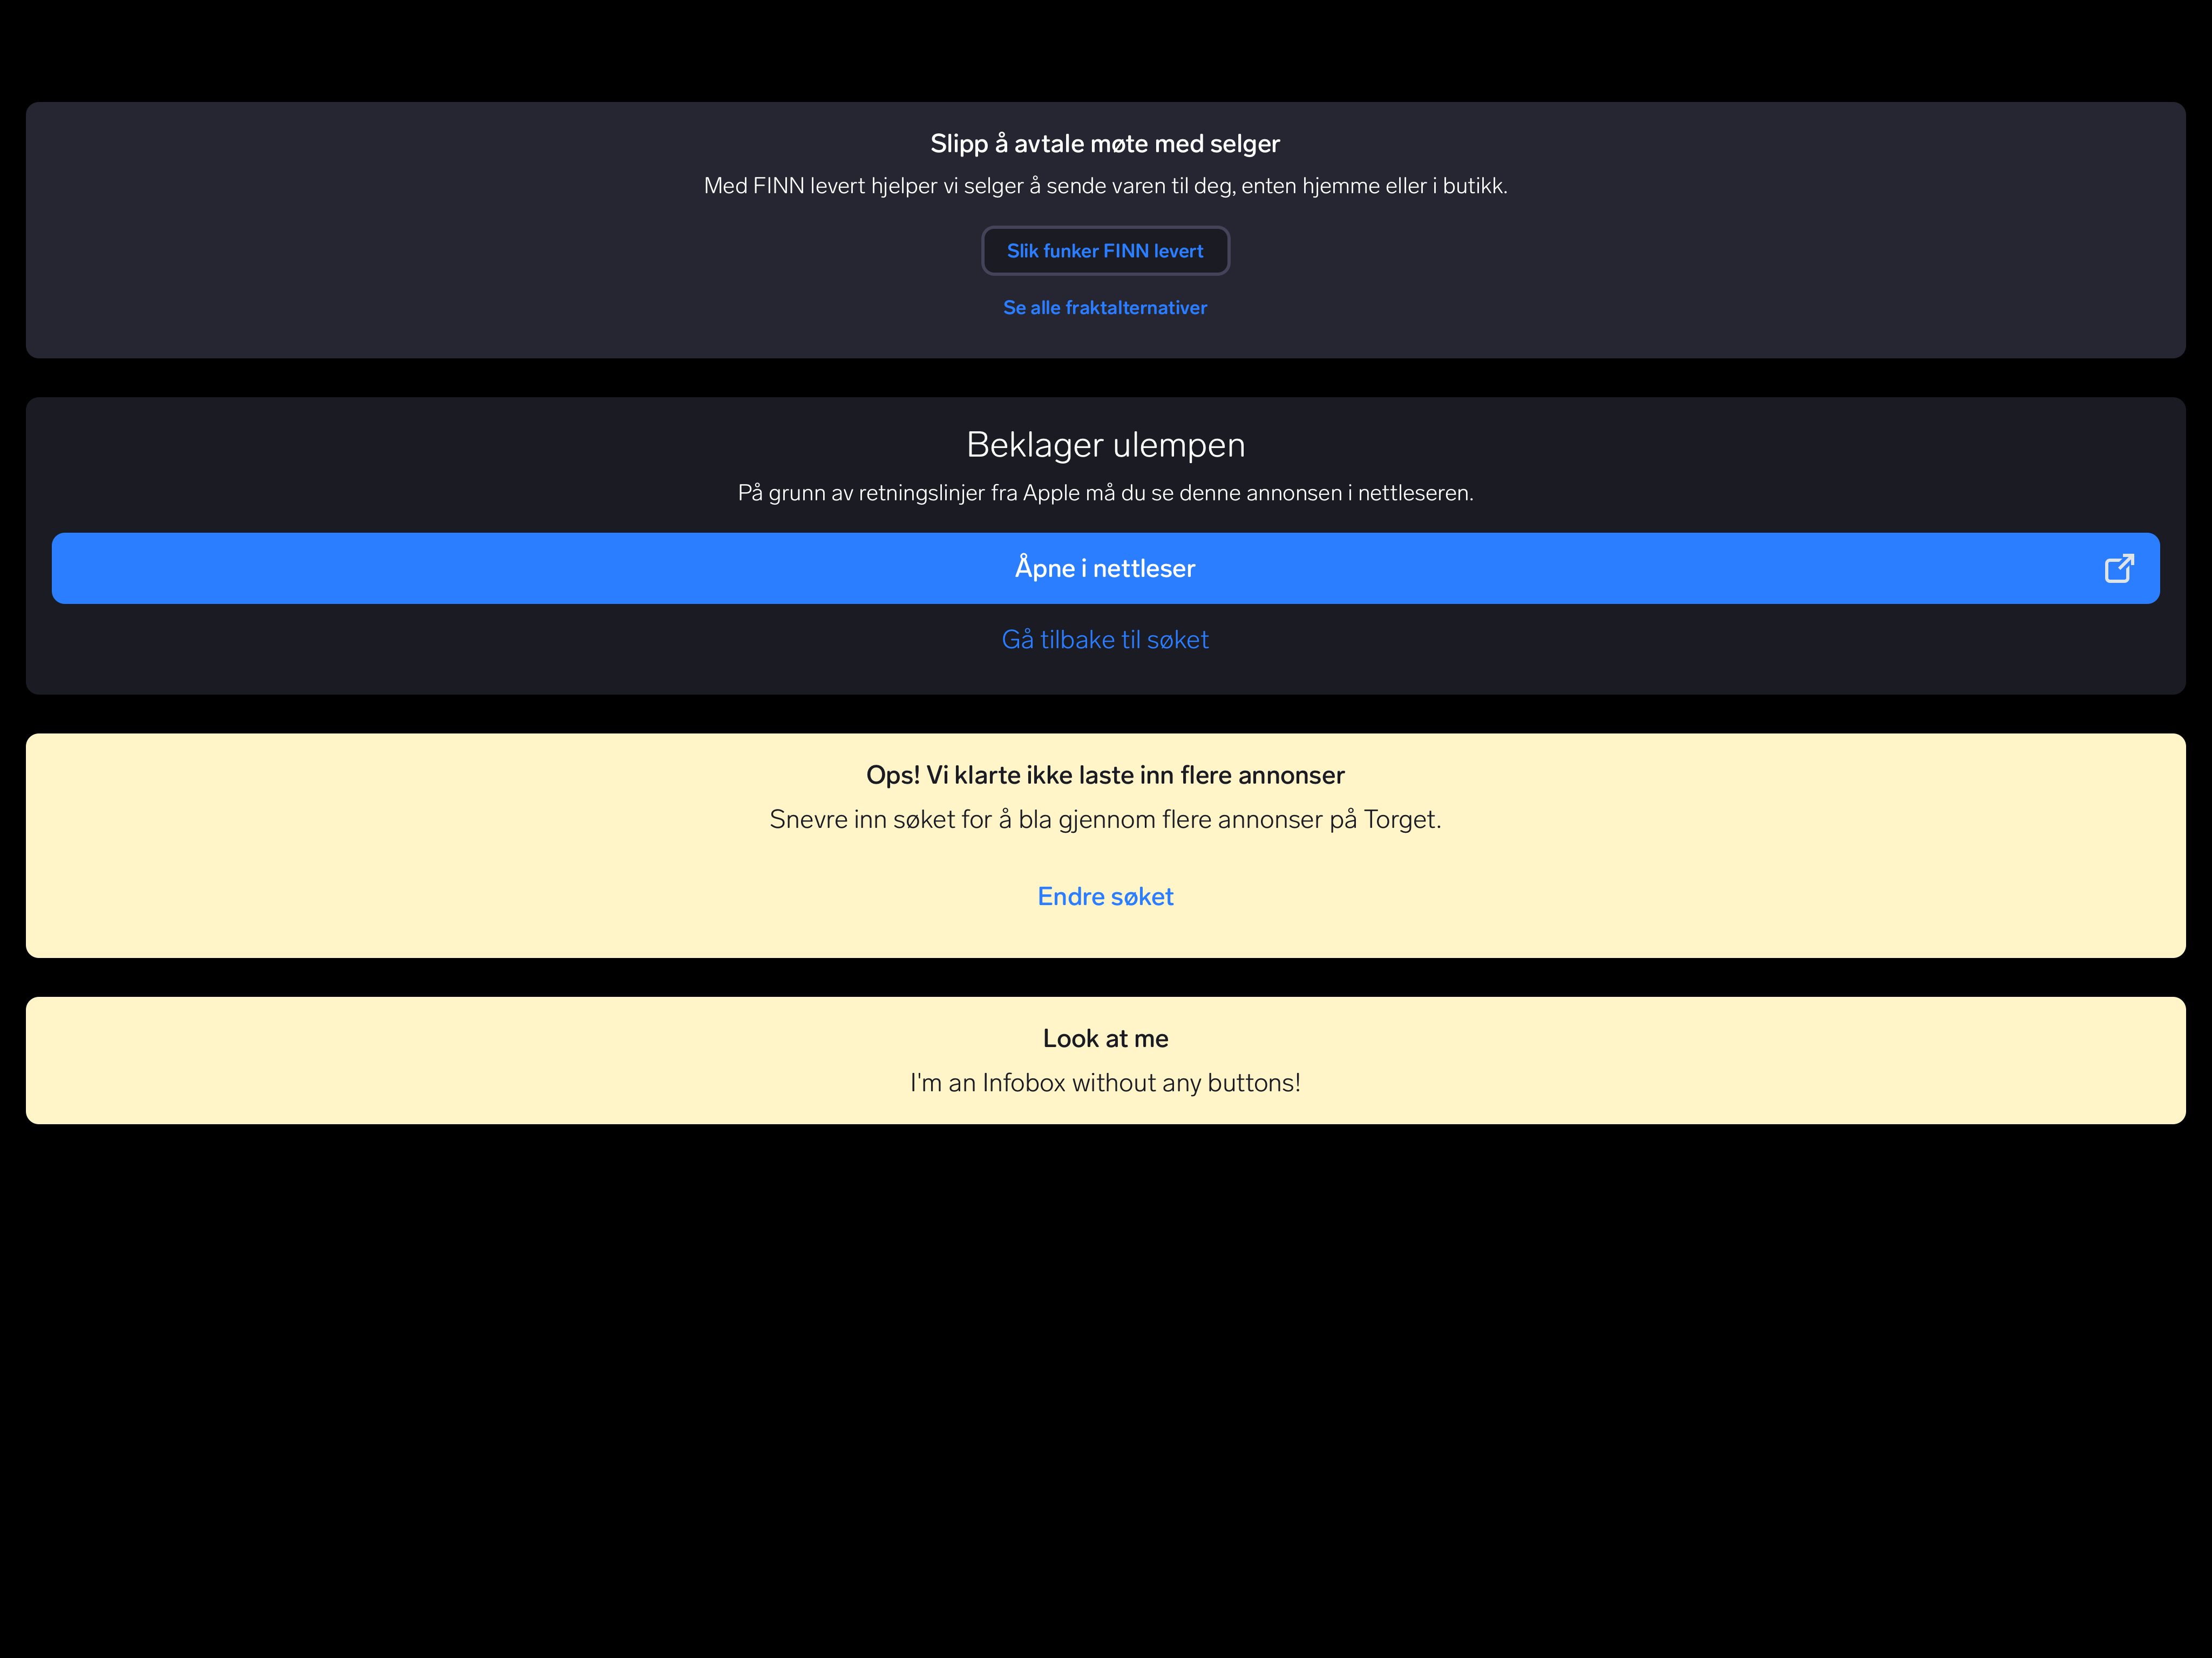 Slipp å avtale møte med selger
Med FINN levert hjelper vi selger å sende varen til deg, enten hjemme eller i butikk.
Slik funker FINN levert
Se alle fraktalternativer
Beklager ulempen
På grunn av retningslinjer fra Apple må du se denne annonsen i nettleseren.
Åpne i nettleser
Gå tilbake til søket
Ops! Vi klarte ikke laste inn flere annonser
Snevre inn søket for å bla gjennom flere annonser på Torget.
Endre søket
Look at me
I'm an Infobox without any buttons!